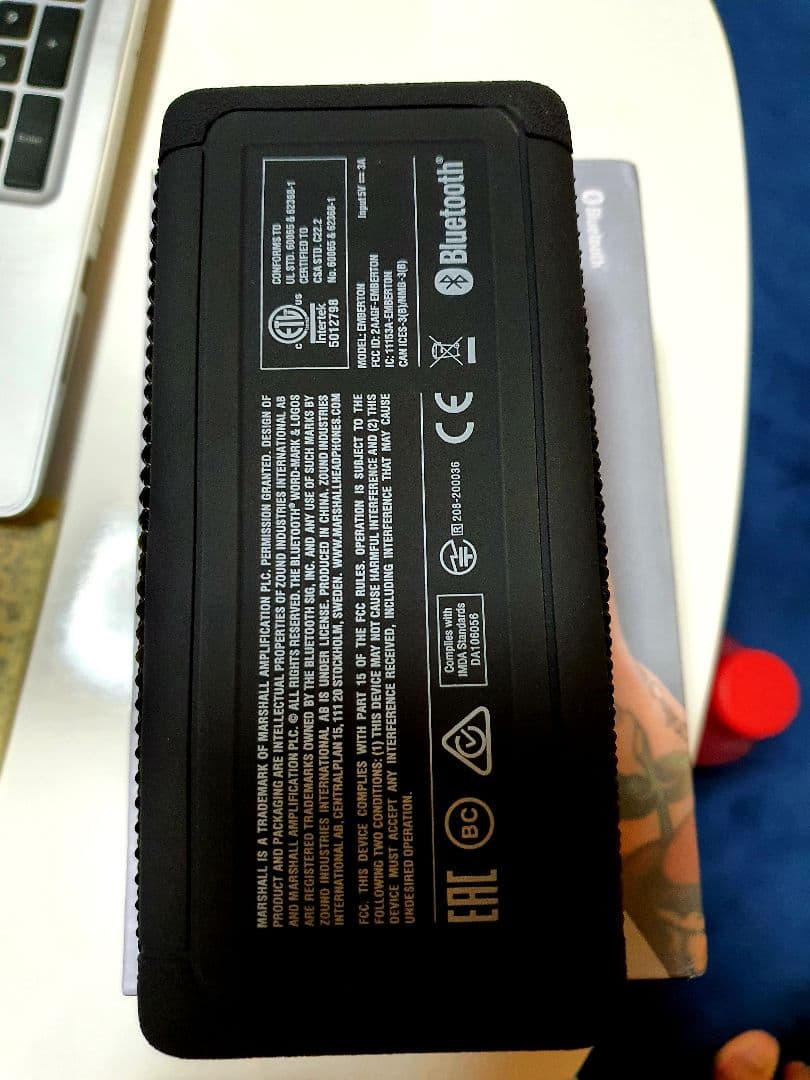 MARSHALL IS A TRADEMARK OF MARSHALL AMPLIFICATION PLC. PERMISSION GRANTED. DESIGN OF
PRODUCT AND PACKAGING ARE INTELLECTUAL PROPERTIES OF ZOUND INDUSTRIES INTERNATIONAL AB
AND MARSHALL AMPLIFICATION PLC. © ALL RIGHTS RESERVED. THE BLUETOOTH® WORD-MARK & LOGOS
ARE REGISTERED TRADEMARKS OWNED BY THE BLUETOOTH SIG, INC. AND ANY USE OF SUCH MARKS BY
ZOUND INDUSTRIES INTERNATIONAL AB IS UNDER LICENSE. PRODUCED IN CHINA. ZOUND INDUSTRIES
INTERNATIONAL AB, CENTRALPLAN 15, 111 20 STOCKHOLM, SWEDEN. WWW.MARSHALLHEADPHONES.COM
FCC. THIS DEVICE COMPLIES WITH PART 15 OF THE FCC RULES. OPERATION IS SUBJECT TO THE
FOLLOWING TWO CONDITIONS: (1) THIS DEVICE MAY NOT CAUSE HARMFUL INTERFERENCE AND (2) THIS
DEVICE MUST ACCEPT ANY INTERFERENCE RECEIVED, INCLUDING INTERFERENCE THAT MAY CAUSE
UNDESIRED OPERATION.
c ETL us
Intertek
5012798
CONFORMS TO
UL STD. 60065 & 62368-1
CERTIFIED TO
CSA STD. C22.2
No. 60065 & 62368-1
MODEL: EMBERTON
Input 5V ⎓ 3A
FCC ID: 2AAGF-EMBERTON
IC: 11153A-EMBERTON
CAN ICES-3(B)/NMB-3(B)
EAC
BC
Complies with
IMDA Standards
DA106056
R 208-200036
CE
Bluetooth®
Bluetooth
Enter